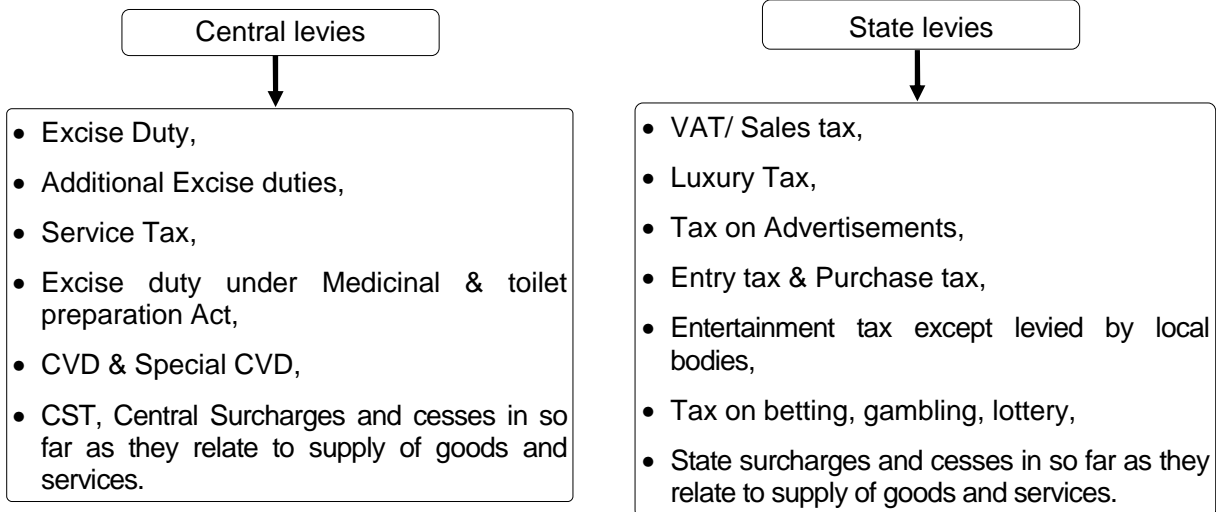 Central levies
• Excise Duty,
• Additional Excise duties,
• Service Tax,
• Excise duty under Medicinal & toilet
preparation Act,
• CVD & Special CVD,
• CST, Central Surcharges and cesses in so
far as they relate to supply of goods and
services.
State levies
• VAT/ Sales tax,
• Luxury Tax,
• Tax on Advertisements,
• Entry tax & Purchase tax,
• Entertainment tax except levied by local
bodies,
• Tax on betting, gambling, lottery,
• State surcharges and cesses in so far as they
relate to supply of goods and services.